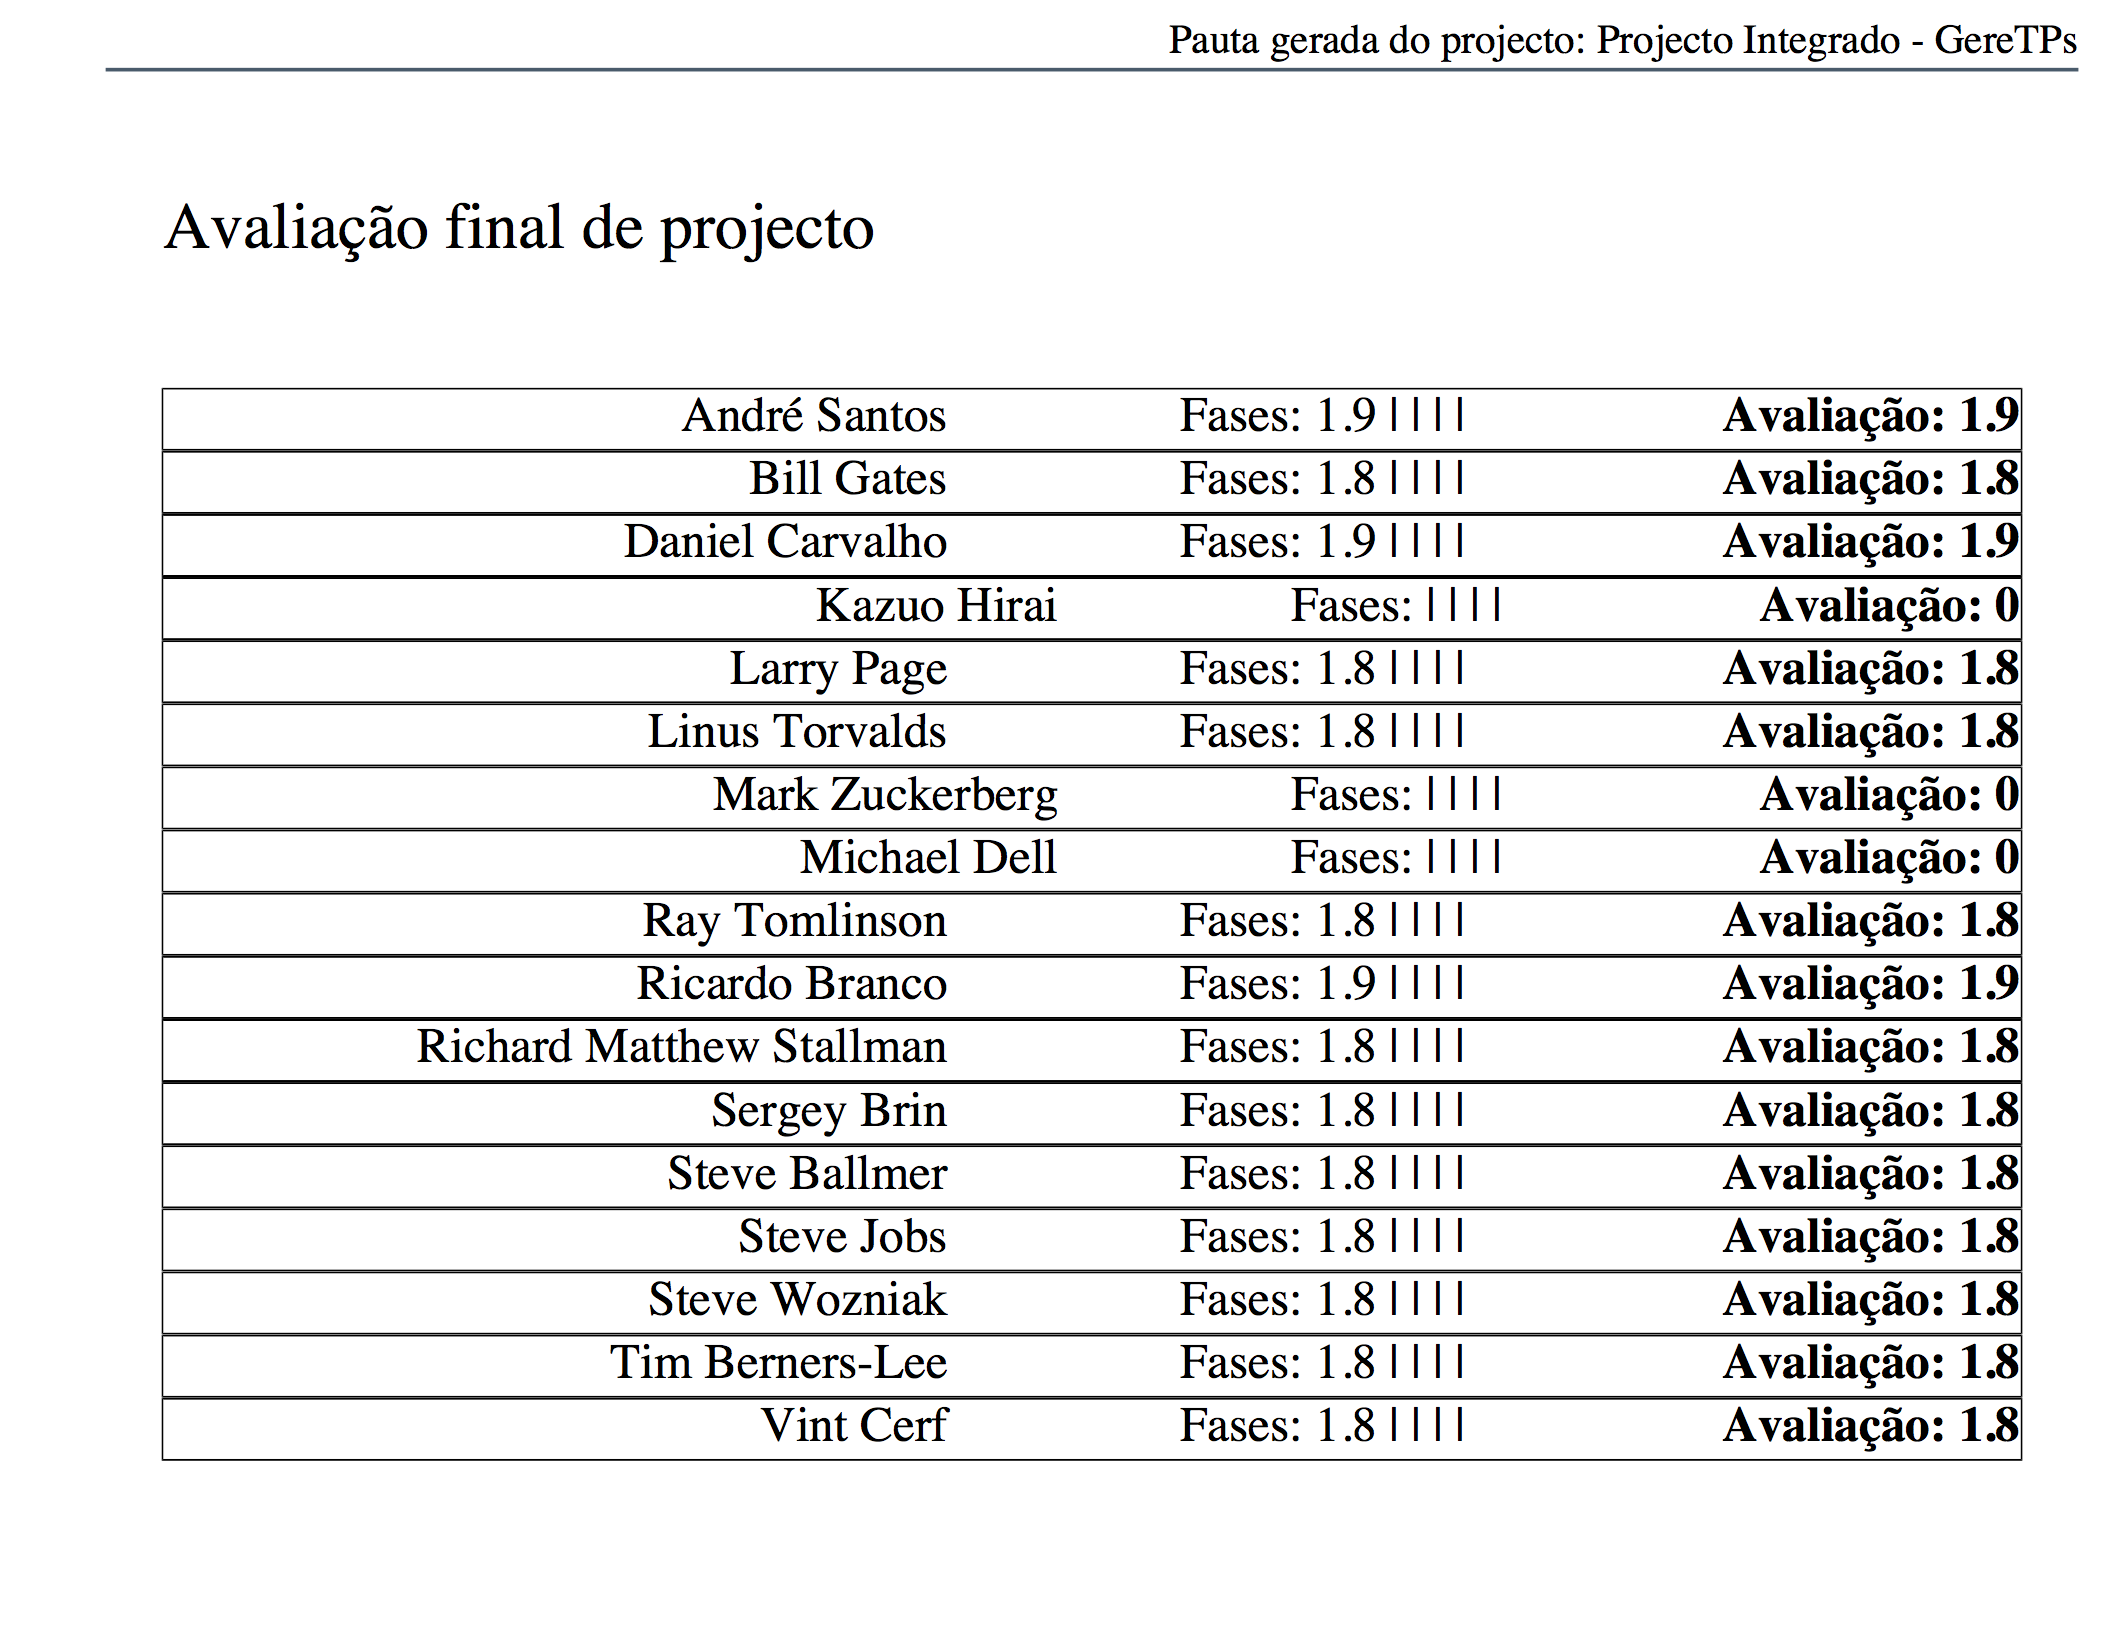 Pauta gerada do projecto: Projecto Integrado - GereTPs
Avaliação final de projecto
André Santos Fases: 1.9 | | | | Avaliação: 1.9
Bill Gates Fases: 1.8 | | | | Avaliação: 1.8
Daniel Carvalho Fases: 1.9 | | | | Avaliação: 1.9
Kazuo Hirai Fases: | | | | Avaliação: 0
Larry Page Fases: 1.8 | | | | Avaliação: 1.8
Linus Torvalds Fases: 1.8 | | | | Avaliação: 1.8
Mark Zuckerberg Fases: | | | | Avaliação: 0
Michael Dell Fases: | | | | Avaliação: 0
Ray Tomlinson Fases: 1.8 | | | | Avaliação: 1.8
Ricardo Branco Fases: 1.9 | | | | Avaliação: 1.9
Richard Matthew Stallman Fases: 1.8 | | | | Avaliação: 1.8
Sergey Brin Fases: 1.8 | | | | Avaliação: 1.8
Steve Ballmer Fases: 1.8 | | | | Avaliação: 1.8
Steve Jobs Fases: 1.8 | | | | Avaliação: 1.8
Steve Wozniak Fases: 1.8 | | | | Avaliação: 1.8
Tim Berners-Lee Fases: 1.8 | | | | Avaliação: 1.8
Vint Cerf Fases: 1.8 | | | | Avaliação: 1.8